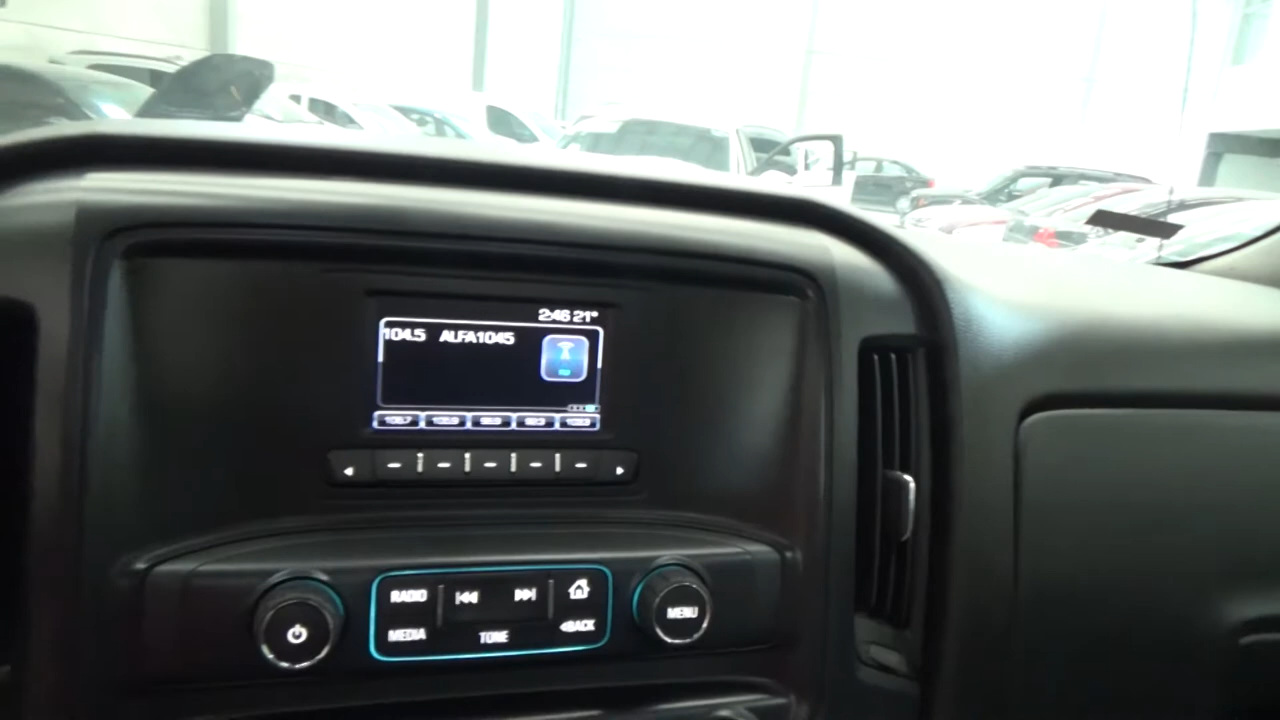 2:46 21°
104.5 ALFA1045
RADIO
MEDIA
TONE
◄BACK
MENU